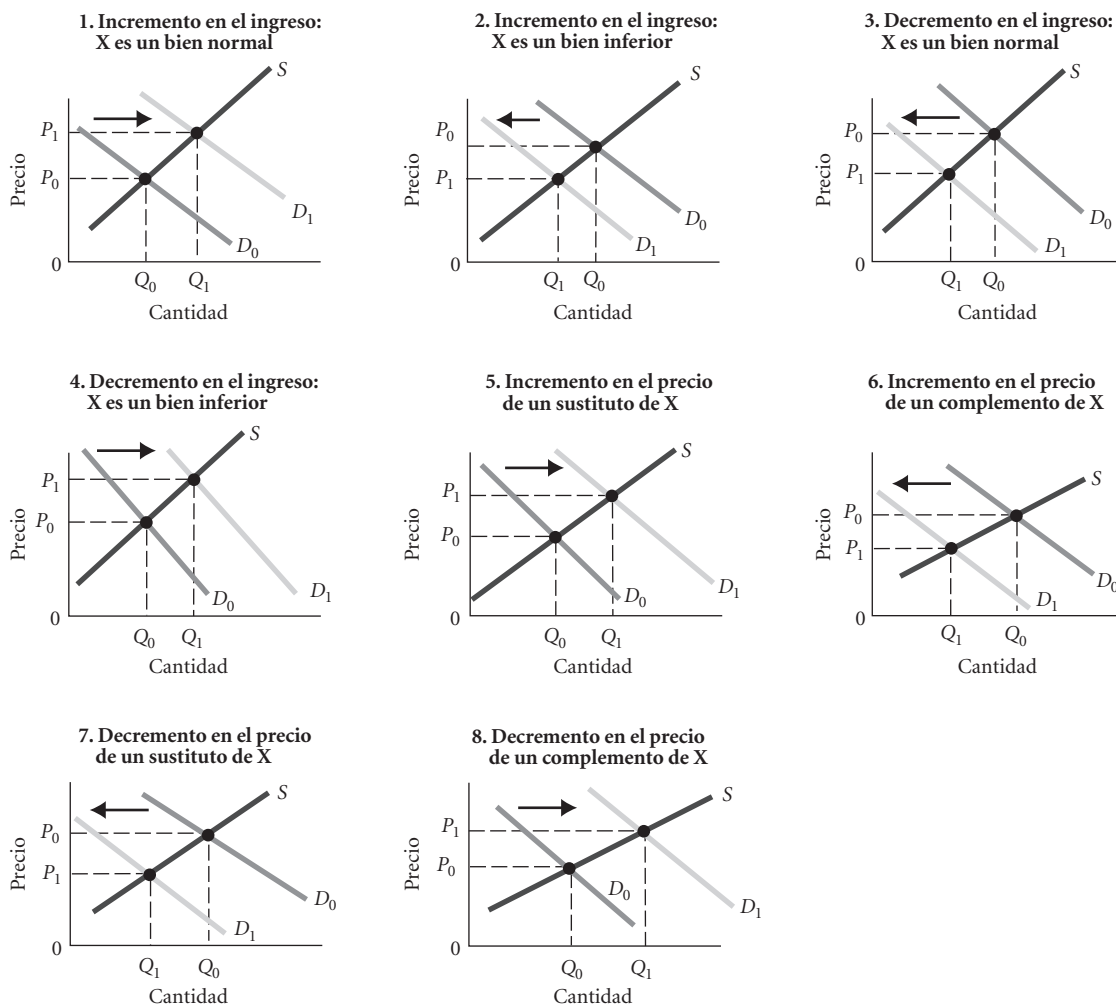 1. Incremento en el ingreso:
X es un bien normal
S
P1
P0
Precio
D1
D0
0
Q0 Q1
Cantidad
2. Incremento en el ingreso:
X es un bien inferior
S
P0
P1
Precio
D0
D1
0
Q1 Q0
Cantidad
3. Decremento en el ingreso:
X es un bien normal
S
P0
P1
Precio
D0
D1
0
Q1 Q0
Cantidad
4. Decremento en el ingreso:
X es un bien inferior
S
P1
P0
Precio
D0
D1
0
Q0 Q1
Cantidad
5. Incremento en el precio
de un sustituto de X
S
P1
P0
Precio
D0
D1
0
Q0 Q1
Cantidad
6. Incremento en el precio
de un complemento de X
S
P0
P1
Precio
D0
D1
0
Q1 Q0
Cantidad
7. Decremento en el precio
de un sustituto de X
S
P0
P1
Precio
D0
D1
0
Q1 Q0
Cantidad
8. Decremento en el precio
de un complemento de X
S
P1
P0
Precio
D0
D1
0
Q0 Q1
Cantidad